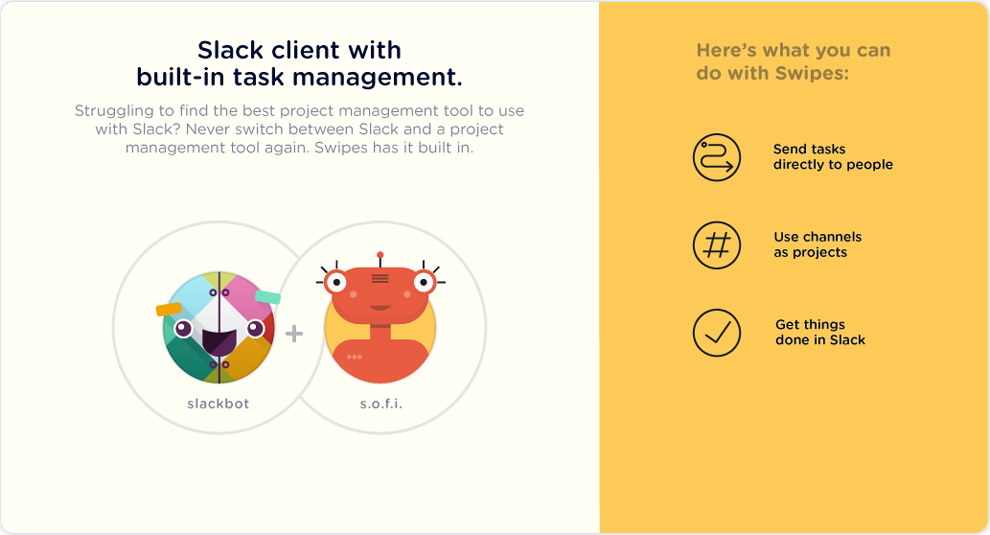 Slack client with
built-in task management.
Struggling to find the best project management tool to use
with Slack? Never switch between Slack and a project
management tool again. Swipes has it built in.
slackbot
+
s.o.f.i.
Here's what you can
do with Swipes:
Send tasks
directly to people
#
Use channels
as projects
Get things
done in Slack